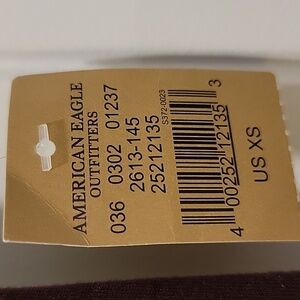 AMERICAN EAGLE
OUTFITTERS
036 0302 01237
2613-145
25212135
S372-0023
4 00252 12135 3
US XS